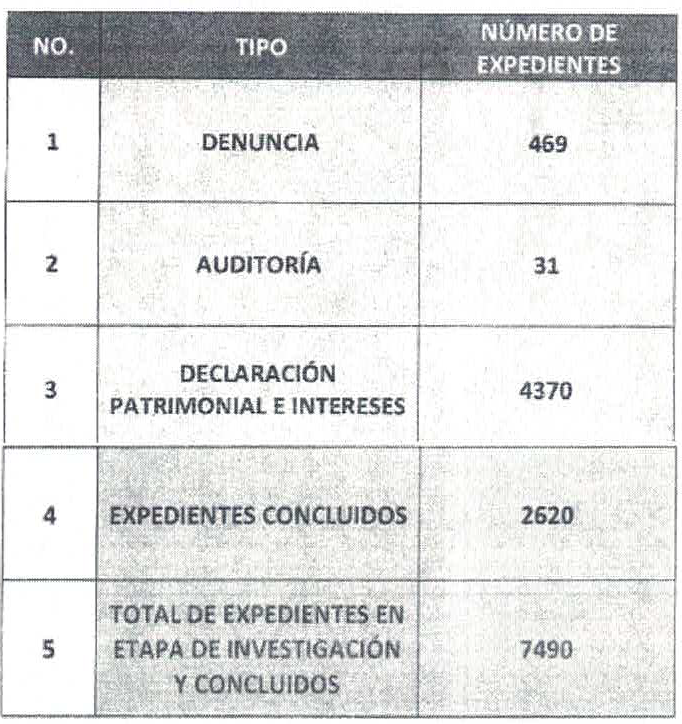 NO. TIPO NÚMERO DE
EXPEDIENTES
1 DENUNCIA 469
2 AUDITORÍA 31
3 DECLARACIÓN
PATRIMONIAL E INTERESES 4370
4 EXPEDIENTES CONCLUIDOS 2620
TOTAL DE EXPEDIENTES EN
5 ETAPA DE INVESTIGACIÓN 7490
Y CONCLUIDOS